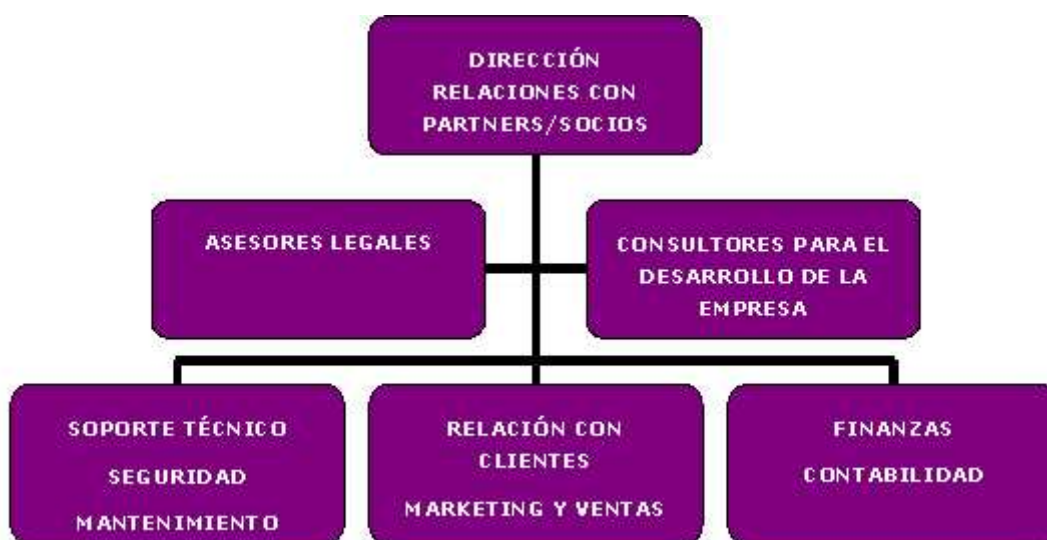 DIRECCIÓN
RELACIONES CON
PARTNERS/SOCIOS
ASESORES LEGALES
CONSULTORES PARA EL
DESARROLLO DE LA
EMPRESA
SOPORTE TÉCNICO
SEGURIDAD
MANTENIMIENTO
RELACIÓN CON
CLIENTES
MARKETING Y VENTAS
FINANZAS
CONTABILIDAD